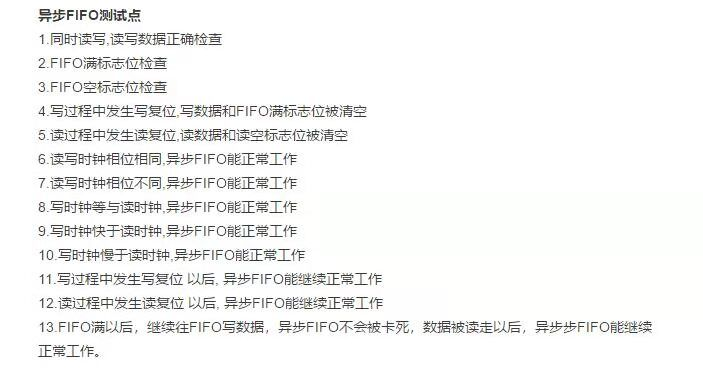 异步FIFO测试点
1.同时读写,读写数据正确检查
2.FIFO满标志位检查
3.FIFO空标志位检查
4.写过程中发生写复位,写数据和FIFO满标志位被清空
5.读过程中发生读复位,读数据和读空标志位被清空
6.读写时钟相位相同,异步FIFO能正常工作
7.读写时钟相位不同,异步FIFO能正常工作
8.写时钟等与读时钟,异步FIFO能正常工作
9.写时钟快于读时钟,异步FIFO能正常工作
10.写时钟慢于读时钟,异步FIFO能正常工作
11.写过程中发生写复位 以后, 异步FIFO能继续正常工作
12.读过程中发生读复位 以后, 异步FIFO能继续正常工作
13.FIFO满以后，继续往FIFO写数据，异步FIFO不会被卡死，数据被读走以后，异步步FIFO能继续
正常工作。